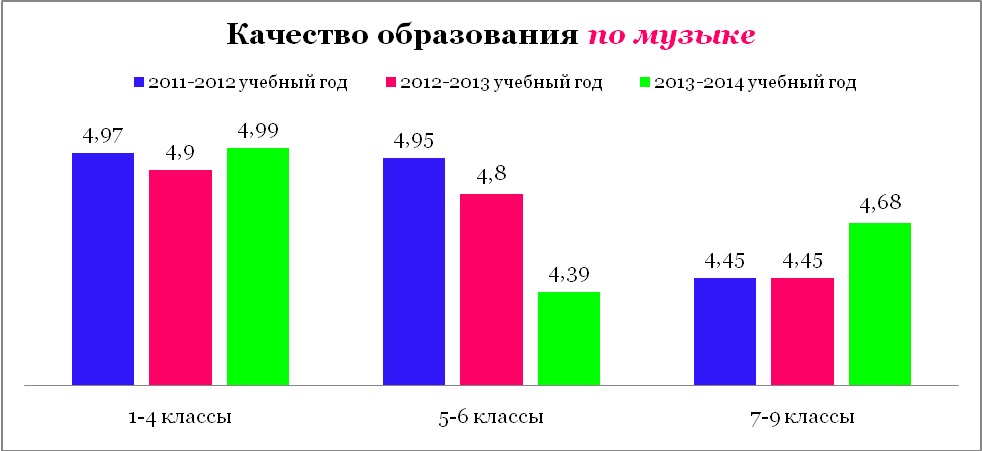 Качество образования по музыке
2011-2012 учебный год 2012-2013 учебный год 2013-2014 учебный год
4,97 4,9 4,99 4,95 4,8 4,39 4,45 4,45 4,68
1-4 классы 5-6 классы 7-9 классы